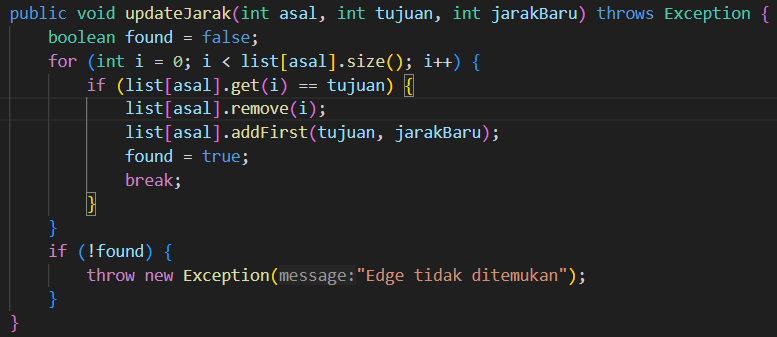 public void updateJarak(int asal, int tujuan, int jarakBaru) throws Exception {
    boolean found = false;
    for (int i = 0; i < list[asal].size(); i++) {
        if (list[asal].get(i) == tujuan) {
            list[asal].remove(i);
            list[asal].addFirst(tujuan, jarakBaru);
            found = true;
            break;
        }
    }
    if (!found) {
        throw new Exception(message:"Edge tidak ditemukan");
    }
}